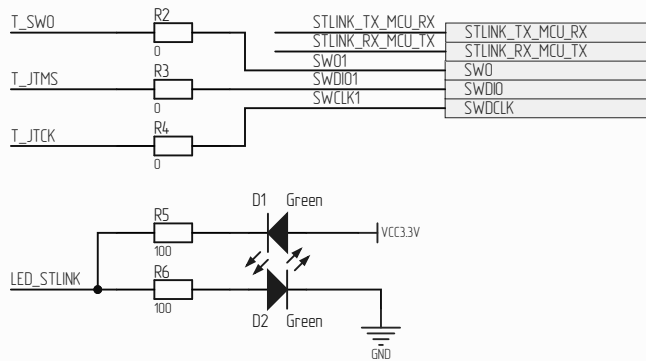 T_SWO
R2
0
STLINK_TX_MCU_RX
STLINK_TX_MCU_RX
STLINK_RX_MCU_TX
STLINK_RX_MCU_TX
SWO1
SWO
T_JTMS
R3
0
SWDIO1
SWDIO
SWCLK1
SWDCLK
T_JTCK
R4
0
D1 Green
R5
100
VCC3.3V
LED_STLINK
R6
100
D2 Green
GND